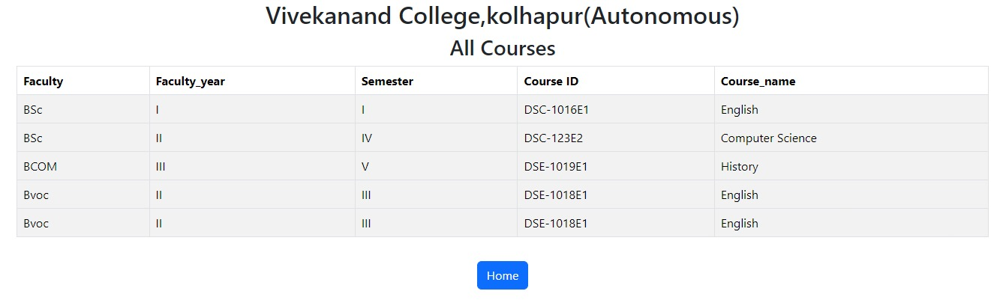 Vivekanand College,kolhapur(Autonomous)
All Courses
Faculty Faculty_year Semester Course ID Course_name
BSc I I DSC-1016E1 English
BSc II IV DSC-123E2 Computer Science
BCOM III V DSE-1019E1 History
Bvoc II III DSE-1018E1 English
Bvoc II III DSE-1018E1 English
Home